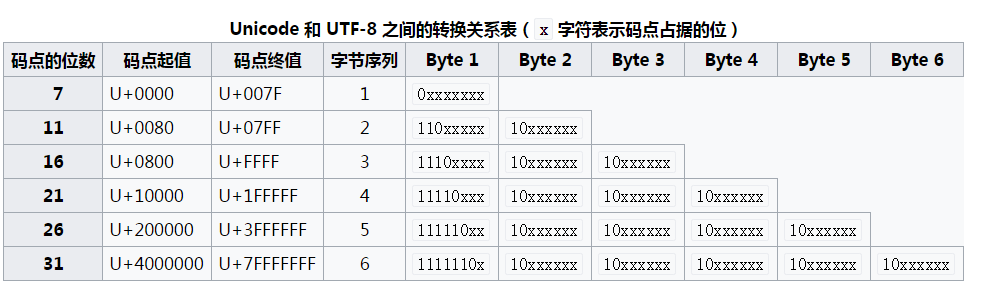 Unicode 和 UTF-8 之间的转换关系表（ x 字符表示码点占据的位）
码点的位数 码点起值 码点终值 字节序列 Byte 1 Byte 2 Byte 3 Byte 4 Byte 5 Byte 6
7 U+0000 U+007F 1 0xxxxxxx
11 U+0080 U+07FF 2 110xxxxx 10xxxxxx
16 U+0800 U+FFFF 3 1110xxxx 10xxxxxx 10xxxxxx
21 U+10000 U+1FFFFF 4 11110xxx 10xxxxxx 10xxxxxx 10xxxxxx
26 U+200000 U+3FFFFFF 5 111110xx 10xxxxxx 10xxxxxx 10xxxxxx 10xxxxxx
31 U+4000000 U+7FFFFFFF 6 1111110x 10xxxxxx 10xxxxxx 10xxxxxx 10xxxxxx 10xxxxxx